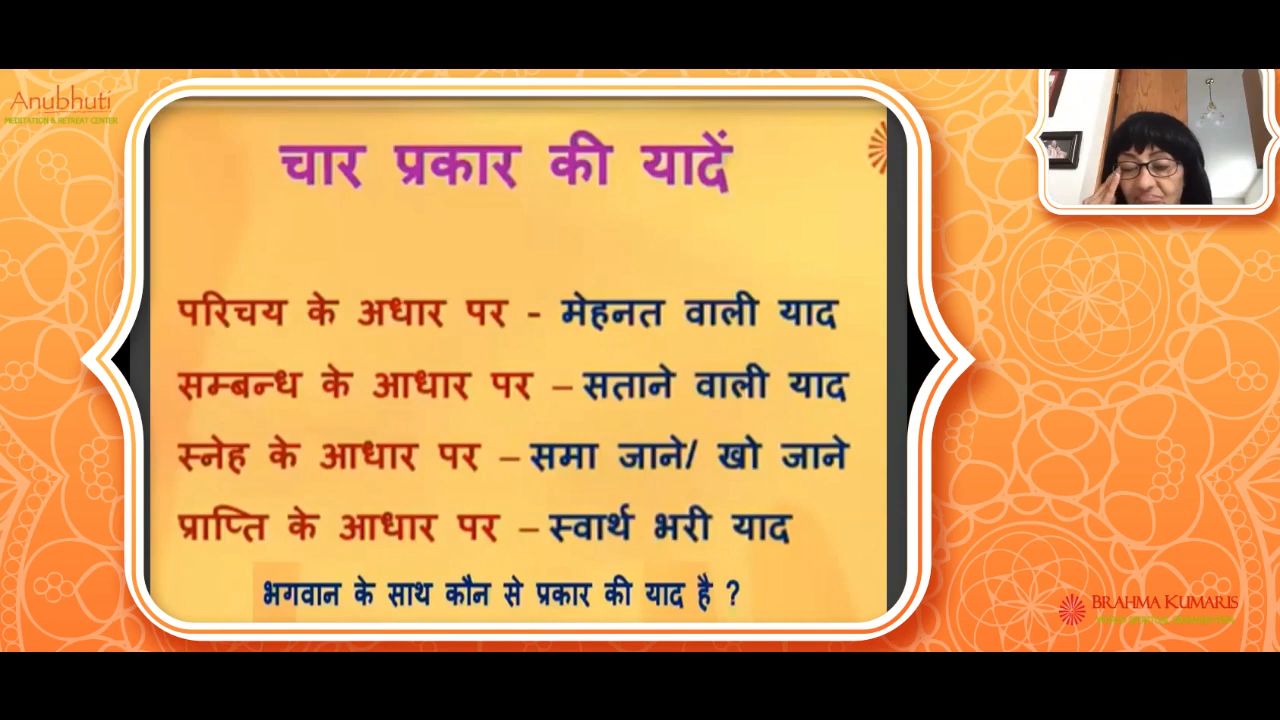 Anubhuti
MEDITATION & RETREAT CENTER
चार प्रकार की यादें
परिचय के अधार पर - मेहनत वाली याद
सम्बन्ध के आधार पर – सताने वाली याद
स्नेह के आधार पर – समा जाने/ खो जाने
प्राप्ति के आधार पर – स्वार्थ भरी याद
भगवान के साथ कौन से प्रकार की याद है ?
BRAHMA KUMARIS